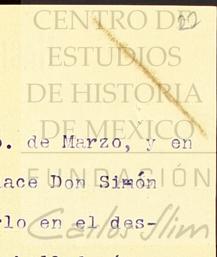 CENTRO DE
ESTUDIOS
DE HISTORIA
DE MEXICO
. de Marzo, y en
ace Don Simón
FUNDACIÓN
rlo en el des-
Carlos Slim